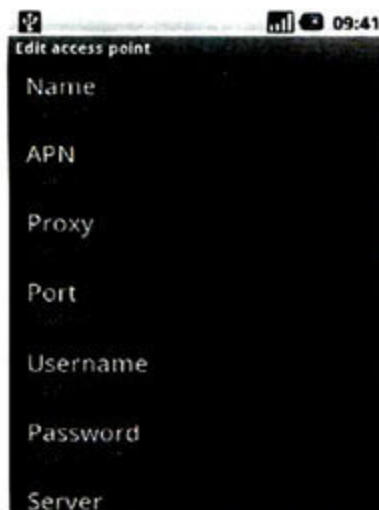 09:41
Edit access point
Name
APN
Proxy
Port
Username
Password
Server